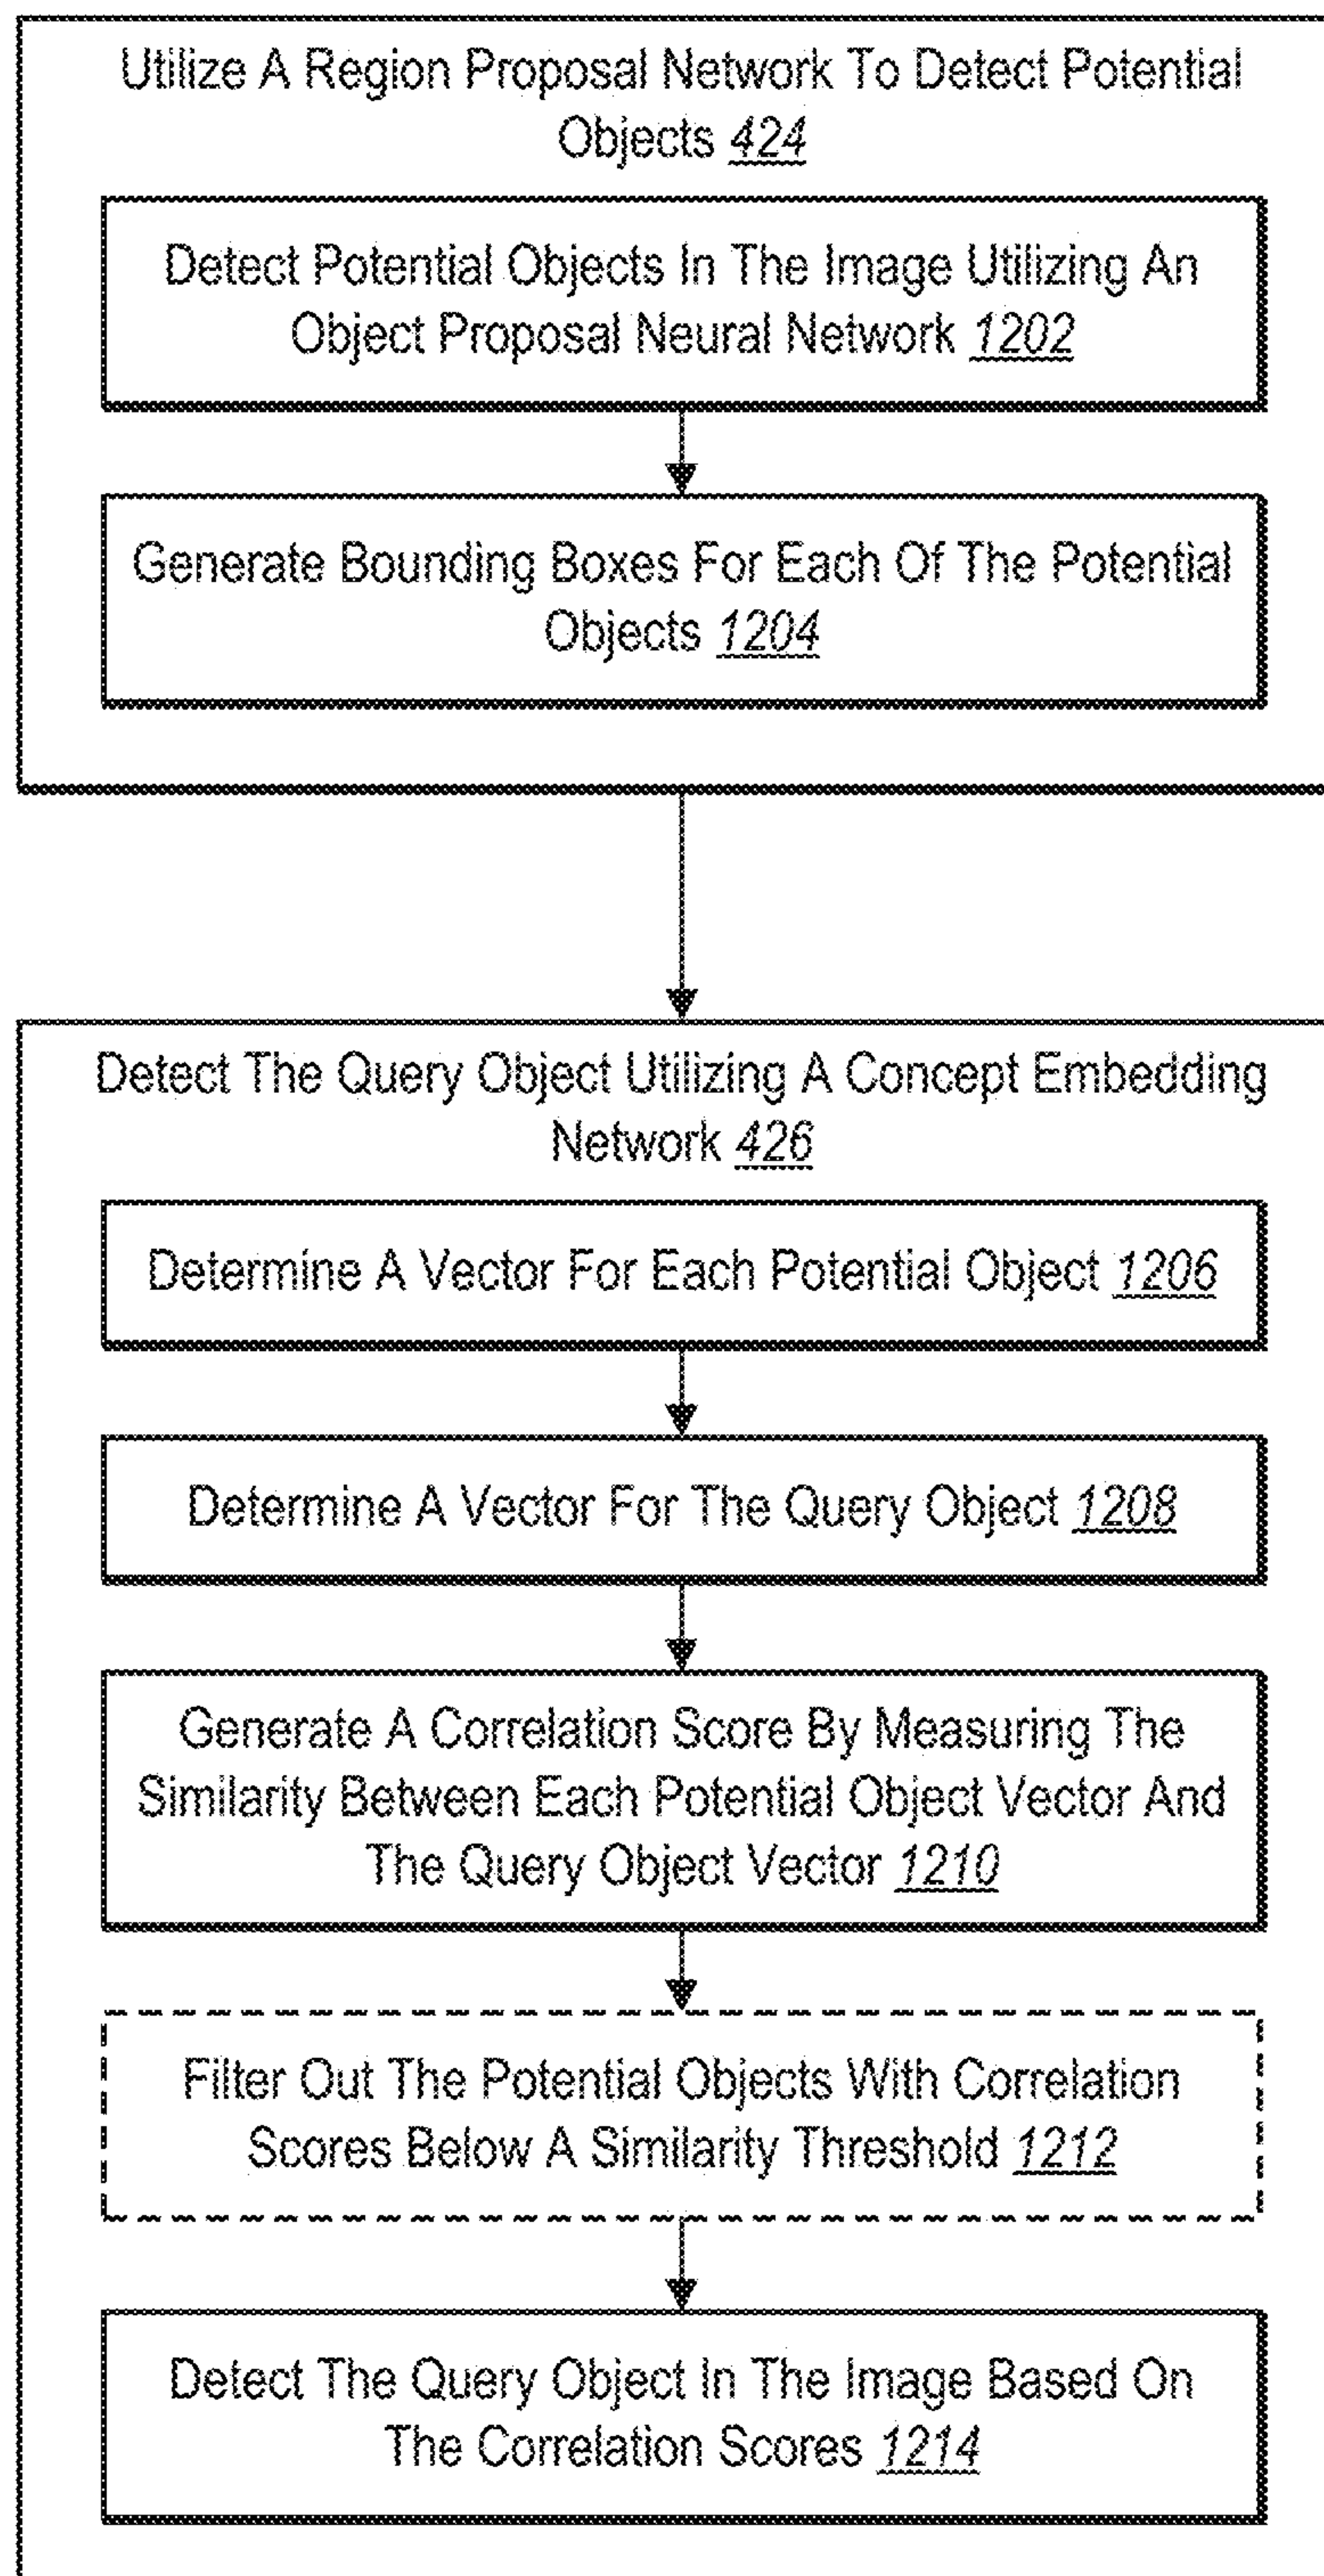 Utilize A Region Proposal Network To Detect Potential
Objects 424
Detect Potential Objects In The Image Utilizing An
Object Proposal Neural Network 1202
Generate Bounding Boxes For Each Of The Potential
Objects 1204
Detect The Query Object Utilizing A Concept Embedding
Network 426
Determine A Vector For Each Potential Object 1206
Determine A Vector For The Query Object 1208
Generate A Correlation Score By Measuring The
Similarity Between Each Potential Object Vector And
The Query Object Vector 1210
Filter Out The Potential Objects With Correlation
Scores Below A Similarity Threshold 1212
Detect The Query Object In The Image Based On
The Correlation Scores 1214